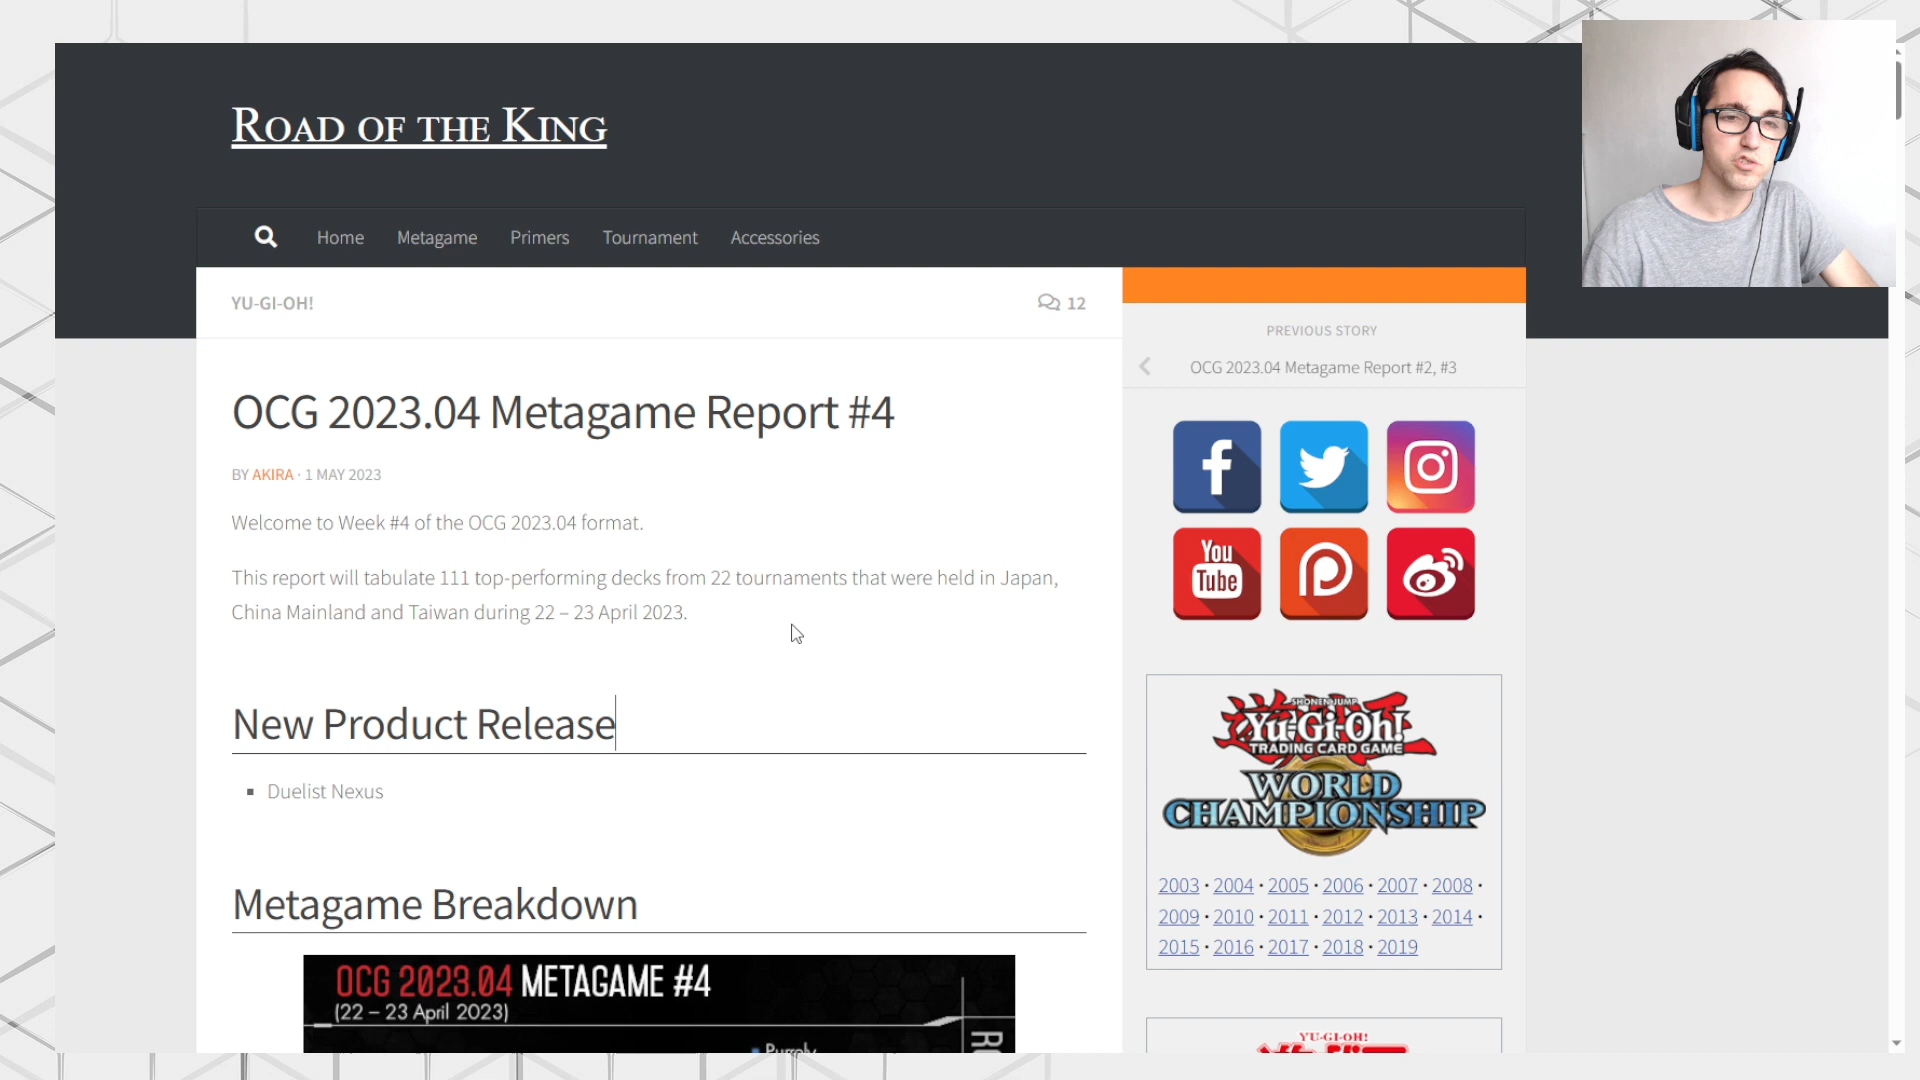 ROAD OF THE KING
Home Metagame Primers Tournament Accessories
YU-GI-OH!
12
OCG 2023.04 Metagame Report #4
BY AKIRA · 1 MAY 2023
Welcome to Week #4 of the OCG 2023.04 format.
This report will tabulate 111 top-performing decks from 22 tournaments that were held in Japan,
China Mainland and Taiwan during 22 – 23 April 2023.
New Product Release
Duelist Nexus
Metagame Breakdown
OCG 2023.04 METAGAME #4
(22 – 23 April 2023)
Purrely
PREVIOUS STORY
OCG 2023.04 Metagame Report #2, #3
You
Tube
SHONEN JUMP
Yu-Gi-Oh!
TRADING CARD GAME
WORLD
CHAMPIONSHIP
2003 · 2004 · 2005 · 2006 · 2007 · 2008 ·
2009 · 2010 · 2011 · 2012 · 2013 · 2014 ·
2015 · 2016 · 2017 · 2018 · 2019
YU-GI-OH!